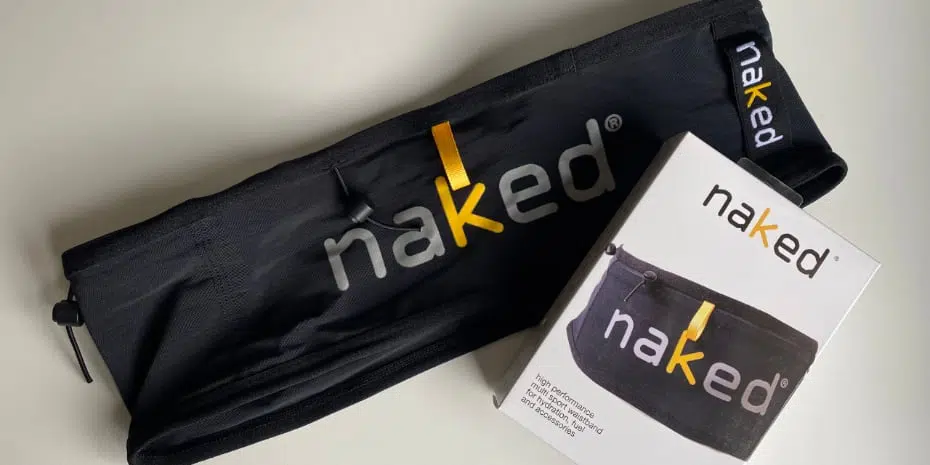 naked
naked®
naked®
naked®
high performance
multi sport waistband
for hydration, fuel
and accessories